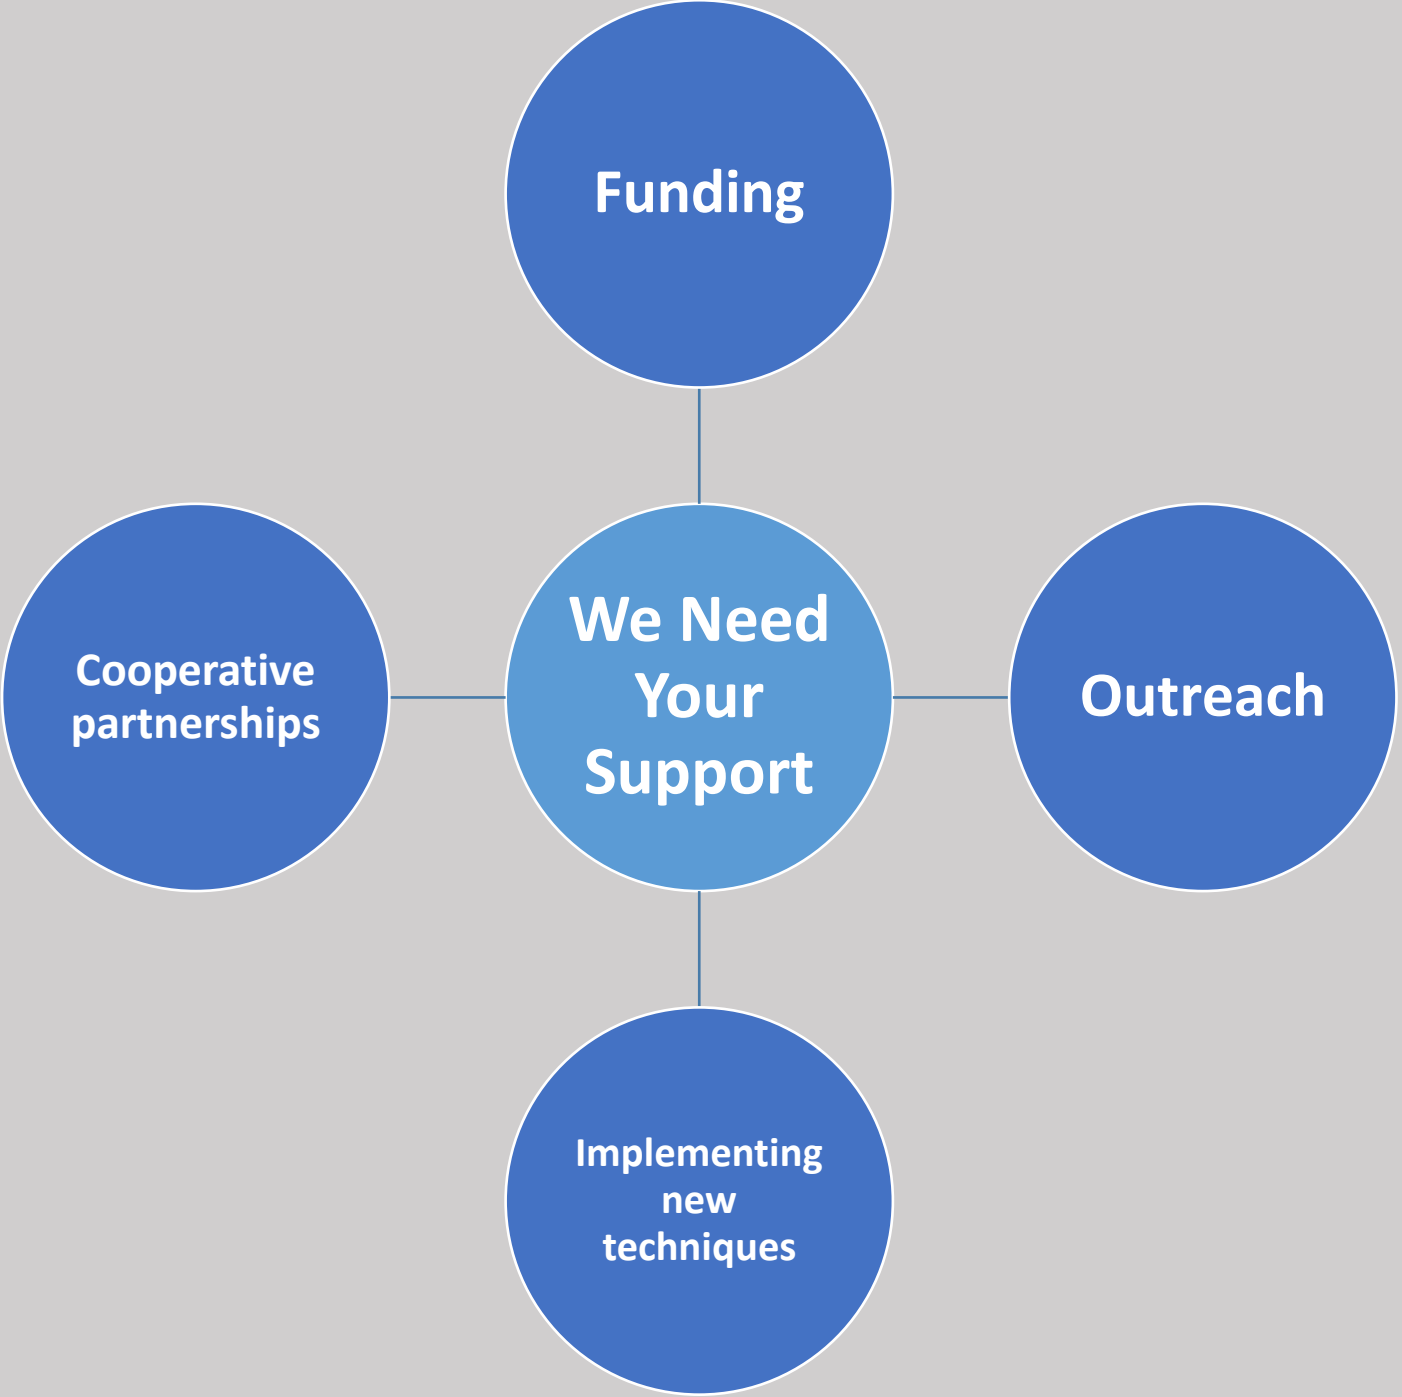 Funding
Cooperative
partnerships
We Need
Your
Support
Outreach
Implementing
new
techniques